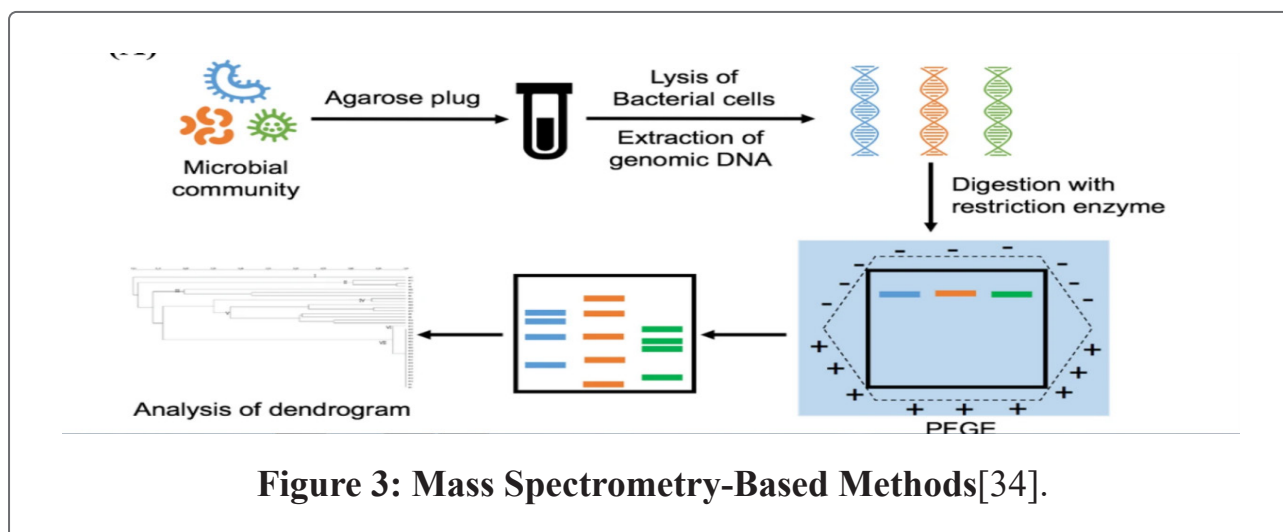 Agarose plug
Lysis of
Bacterial cells
Extraction of
genomic DNA
Microbial
community
Digestion with
restriction enzyme
Analysis of dendrogram
PFGE
Figure 3: Mass Spectrometry-Based Methods[34].